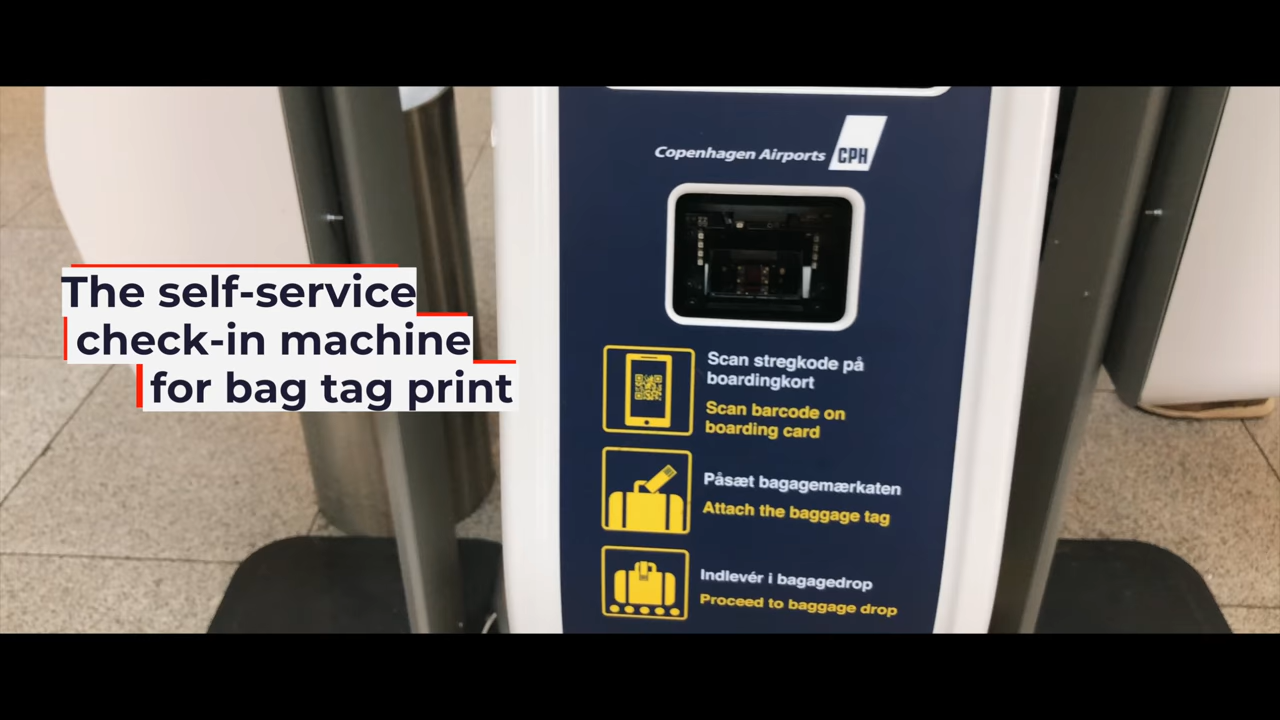 Copenhagen Airports CPH
The self-service
check-in machine
for bag tag print
Scan stregkode på
boardingkort
Scan barcode on
boarding card
Påsæt bagagemærkaten
Attach the baggage tag
Indlevér i bagagedrop
Proceed to baggage drop